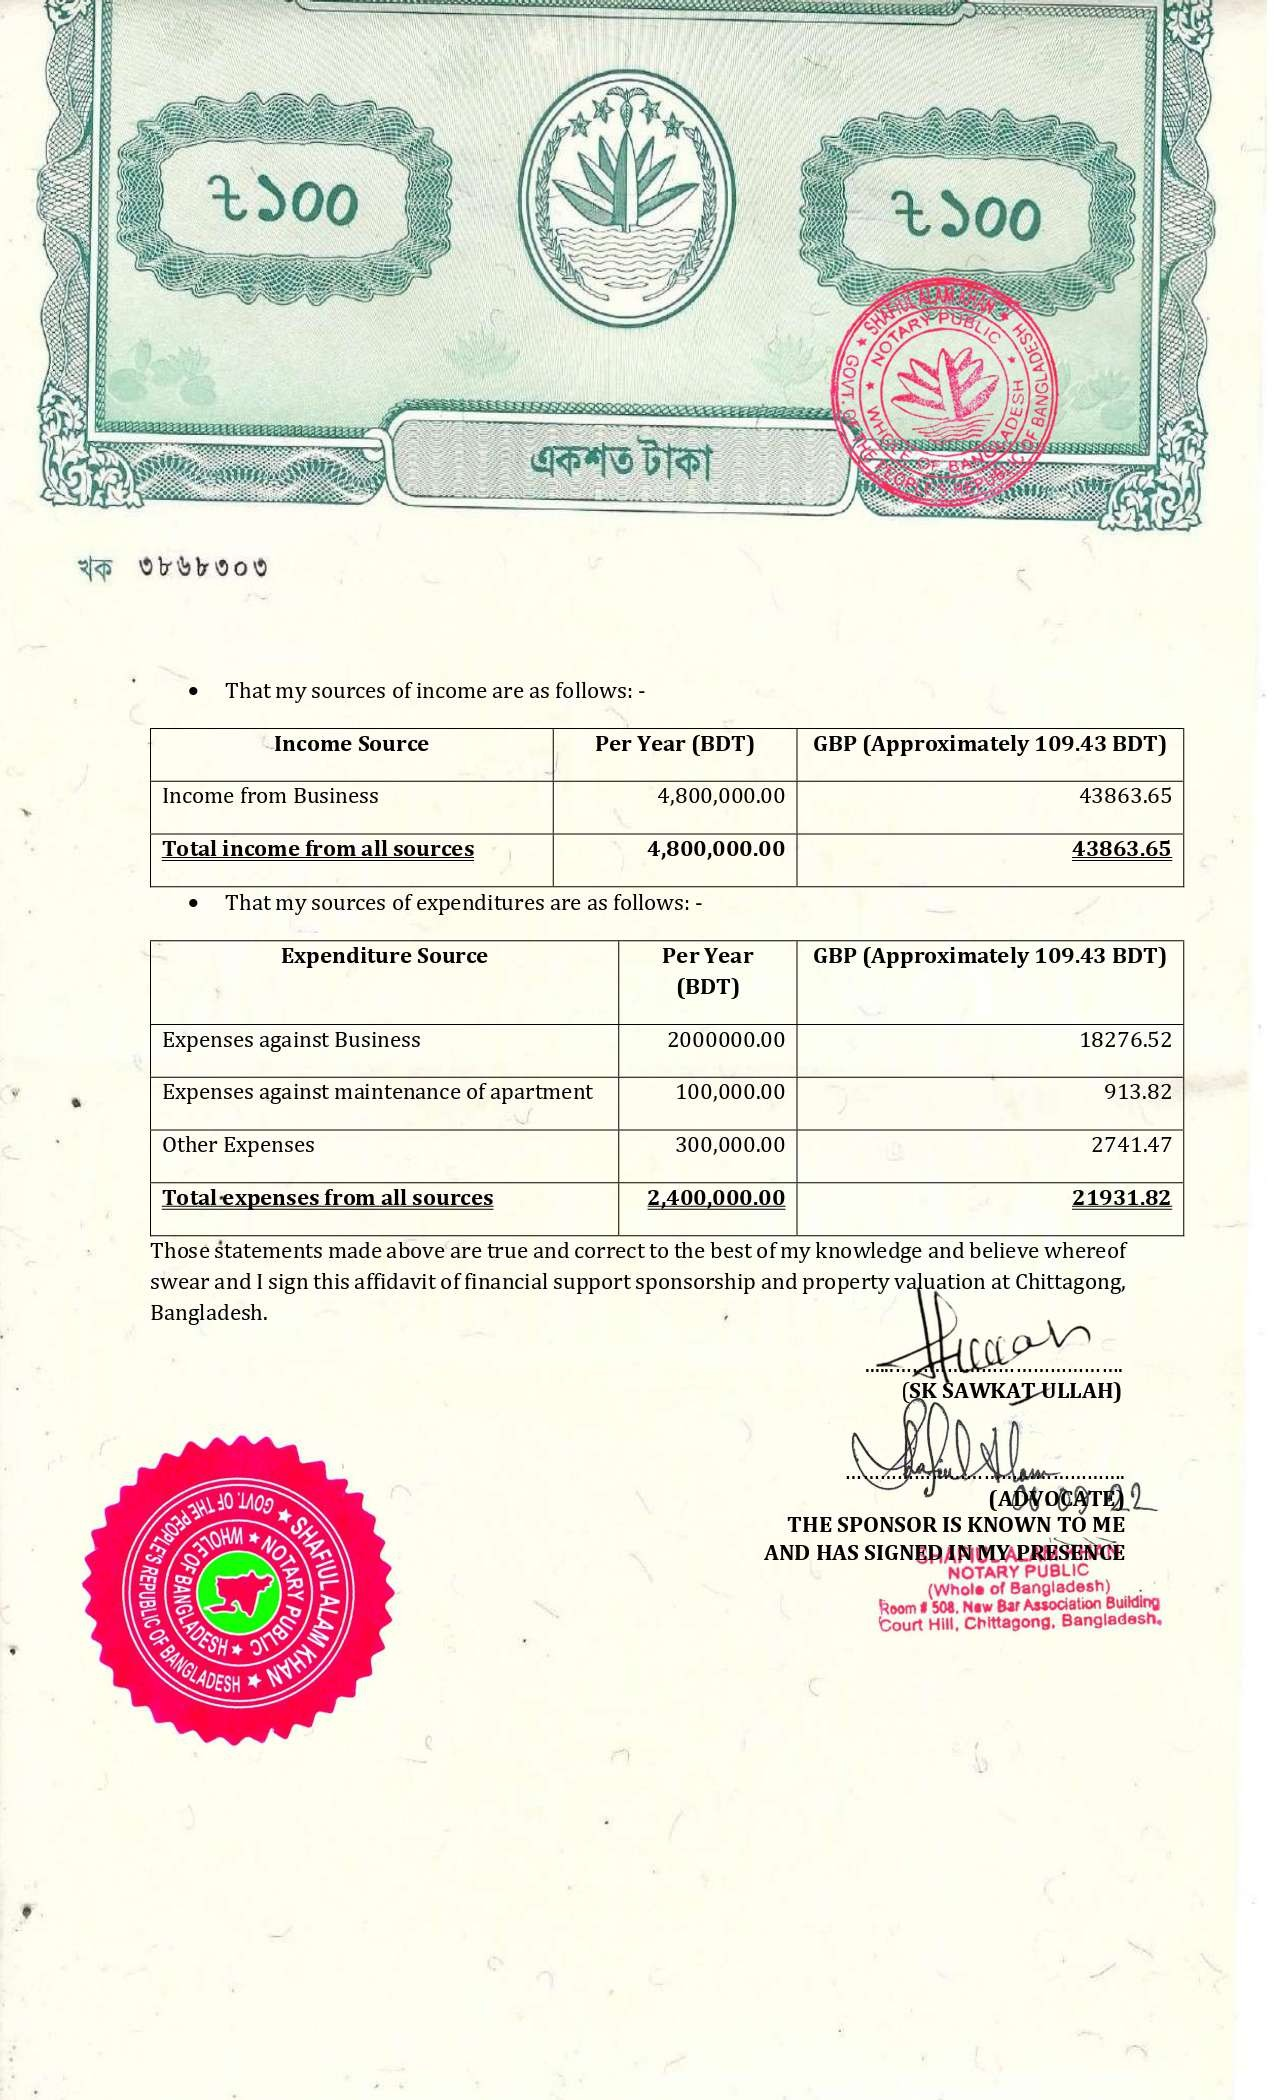 ৳১০০
৳১০০
SHAFIUL ALAM KHAN ★ GOVT. OF THE PEOPLE'S REPUBLIC OF BANGLADESH ★
NOTARY PUBLIC ★ WHOLE OF BANGLADESH ★
একশত টাকা
খক ৩৮৬৮৩০৩
• That my sources of income are as follows: -
Income Source Per Year (BDT) GBP (Approximately 109.43 BDT)
Income from Business 4,800,000.00 43863.65
Total income from all sources 4,800,000.00 43863.65
• That my sources of expenditures are as follows: -
Expenditure Source Per Year (BDT) GBP (Approximately 109.43 BDT)
Expenses against Business 2000000.00 18276.52
Expenses against maintenance of apartment 100,000.00 913.82
Other Expenses 300,000.00 2741.47
Total expenses from all sources 2,400,000.00 21931.82
Those statements made above are true and correct to the best of my knowledge and believe whereof
swear and I sign this affidavit of financial support sponsorship and property valuation at Chittagong,
Bangladesh.
(SK SAWKAT ULLAH)
Shafiul Alam
(ADVOCATE)
THE SPONSOR IS KNOWN TO ME
AND HAS SIGNED IN MY PRESENCE
SHAFIUL ALAM KHAN
NOTARY PUBLIC
(Whole of Bangladesh)
Room # 508, New Bar Association Building
Court Hill, Chittagong, Bangladesh.
SHAFIUL ALAM KHAN ★ GOVT. OF THE PEOPLE'S REPUBLIC OF BANGLADESH ★
NOTARY PUBLIC ★ WHOLE OF BANGLADESH ★